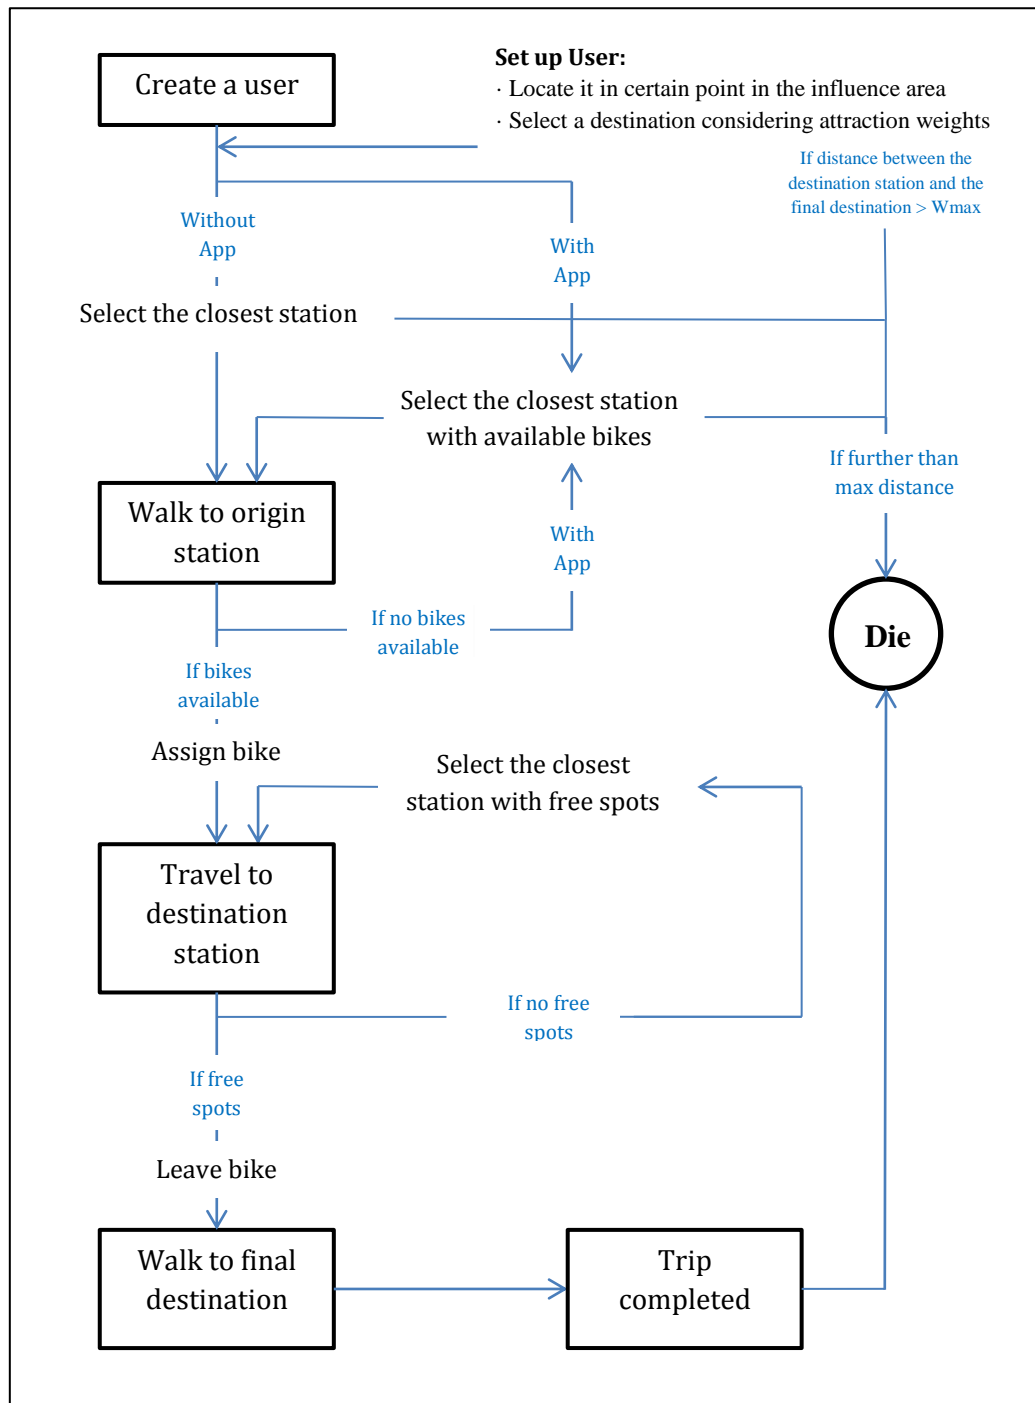 Create a user
Set up User:
· Locate it in certain point in the influence area
· Select a destination considering attraction weights
If distance between the
destination station and the
final destination > Wmax
Without
App
With
App
Select the closest station
Select the closest station
with available bikes
If further than
max distance
Walk to origin
station
With
App
If no bikes
available
Die
If bikes
available
Assign bike
Select the closest
station with free spots
Travel to
destination
station
If no free
spots
If free
spots
Leave bike
Walk to final
destination
Trip
completed